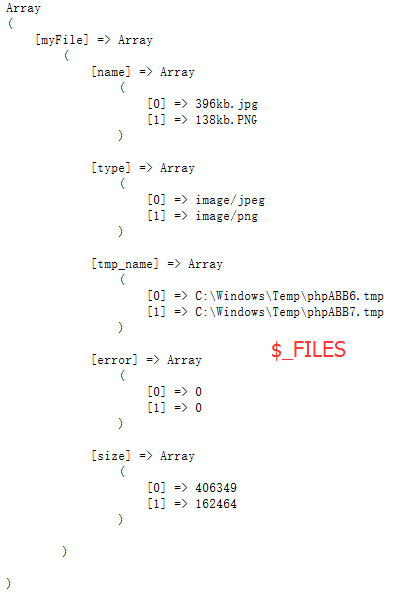 Array
(
    [myFile] => Array
        (
            [name] => Array
                (
                    [0] => 396kb.jpg
                    [1] => 138kb.PNG
                )

            [type] => Array
                (
                    [0] => image/jpeg
                    [1] => image/png
                )

            [tmp_name] => Array
                (
                    [0] => C:\Windows\Temp\phpABB6.tmp
                    [1] => C:\Windows\Temp\phpABB7.tmp
                )

$_FILES
            [error] => Array
                (
                    [0] => 0
                    [1] => 0
                )

            [size] => Array
                (
                    [0] => 406349
                    [1] => 162464
                )

        )

)